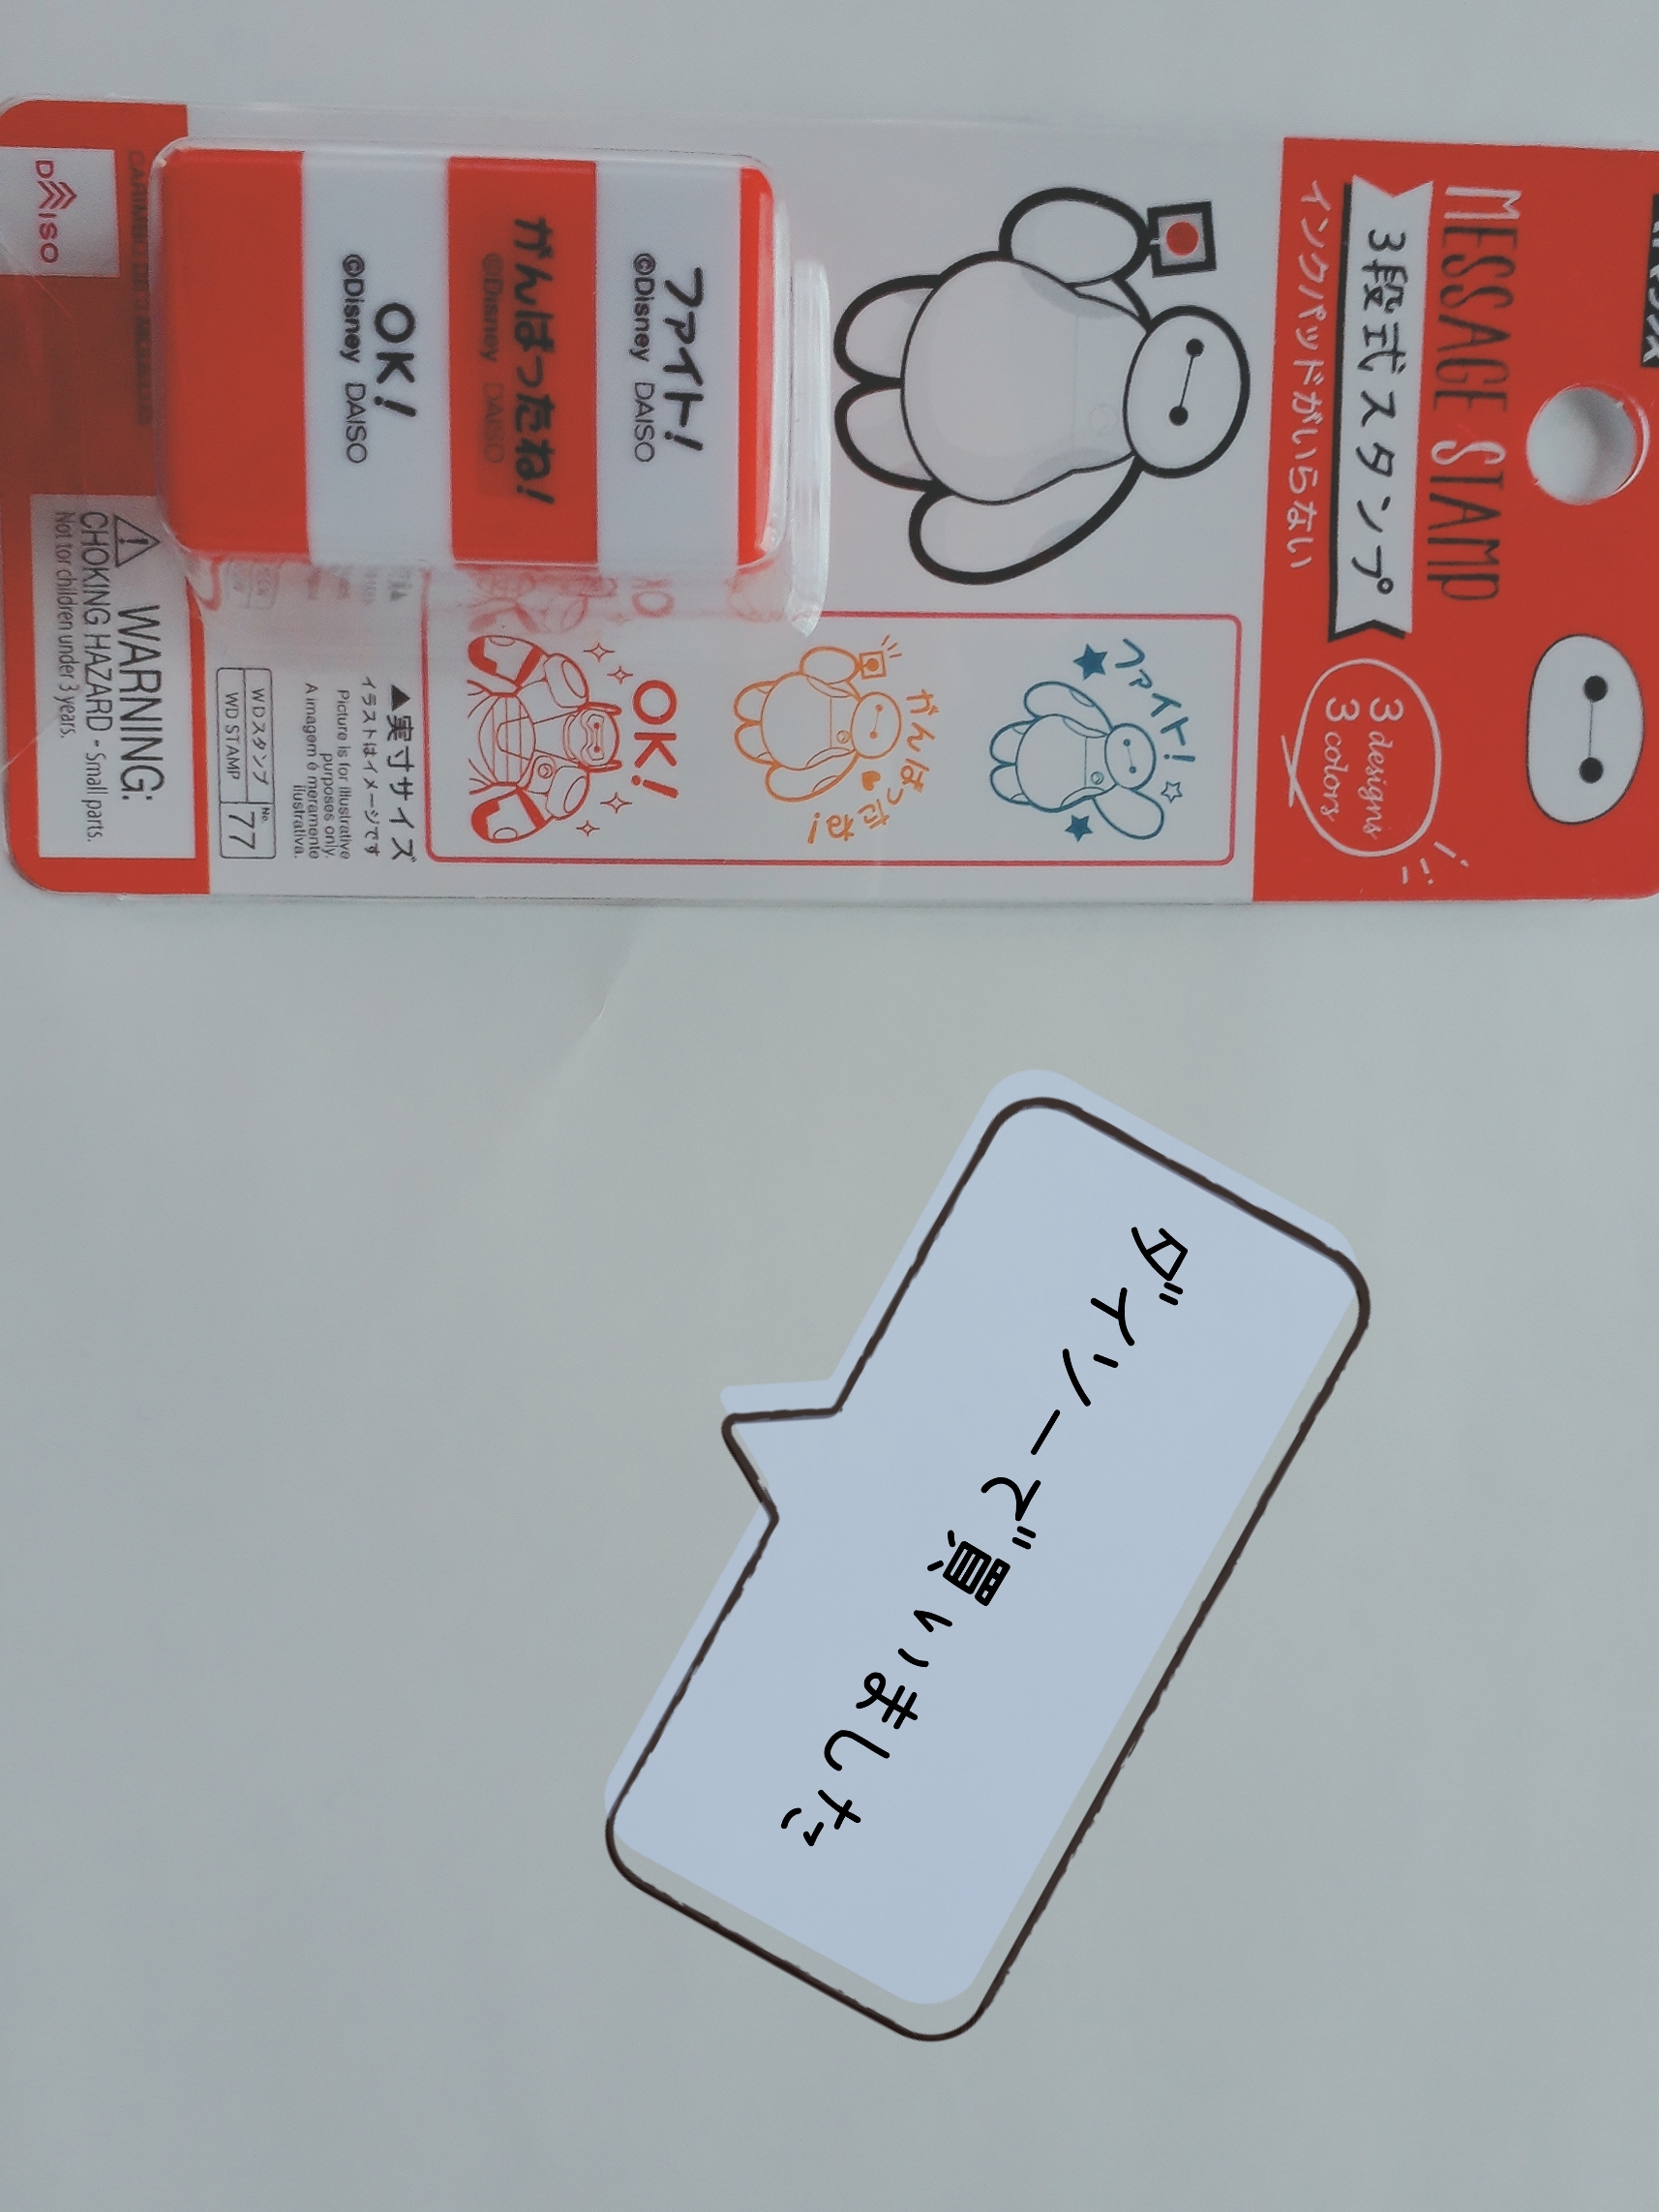 MESSAGE STAMP
3段式スタンプ
インクパッドがいらない
3 designs
3 colors
ファイト!
がんばったね!
OK!
▲実寸サイズ
イラストはイメージです
Picture is for illustrative
purposes only.
A imagem é meramente
ilustrativa.
WDスタンプ
WD STAMP
No.
77
ファイト!
©Disney DAISO
がんばったね!
©Disney DAISO
OK!
©Disney DAISO
DAISO
WARNING:
CHOKING HAZARD - Small parts.
Not for children under 3 years.
ダイソーで買いました